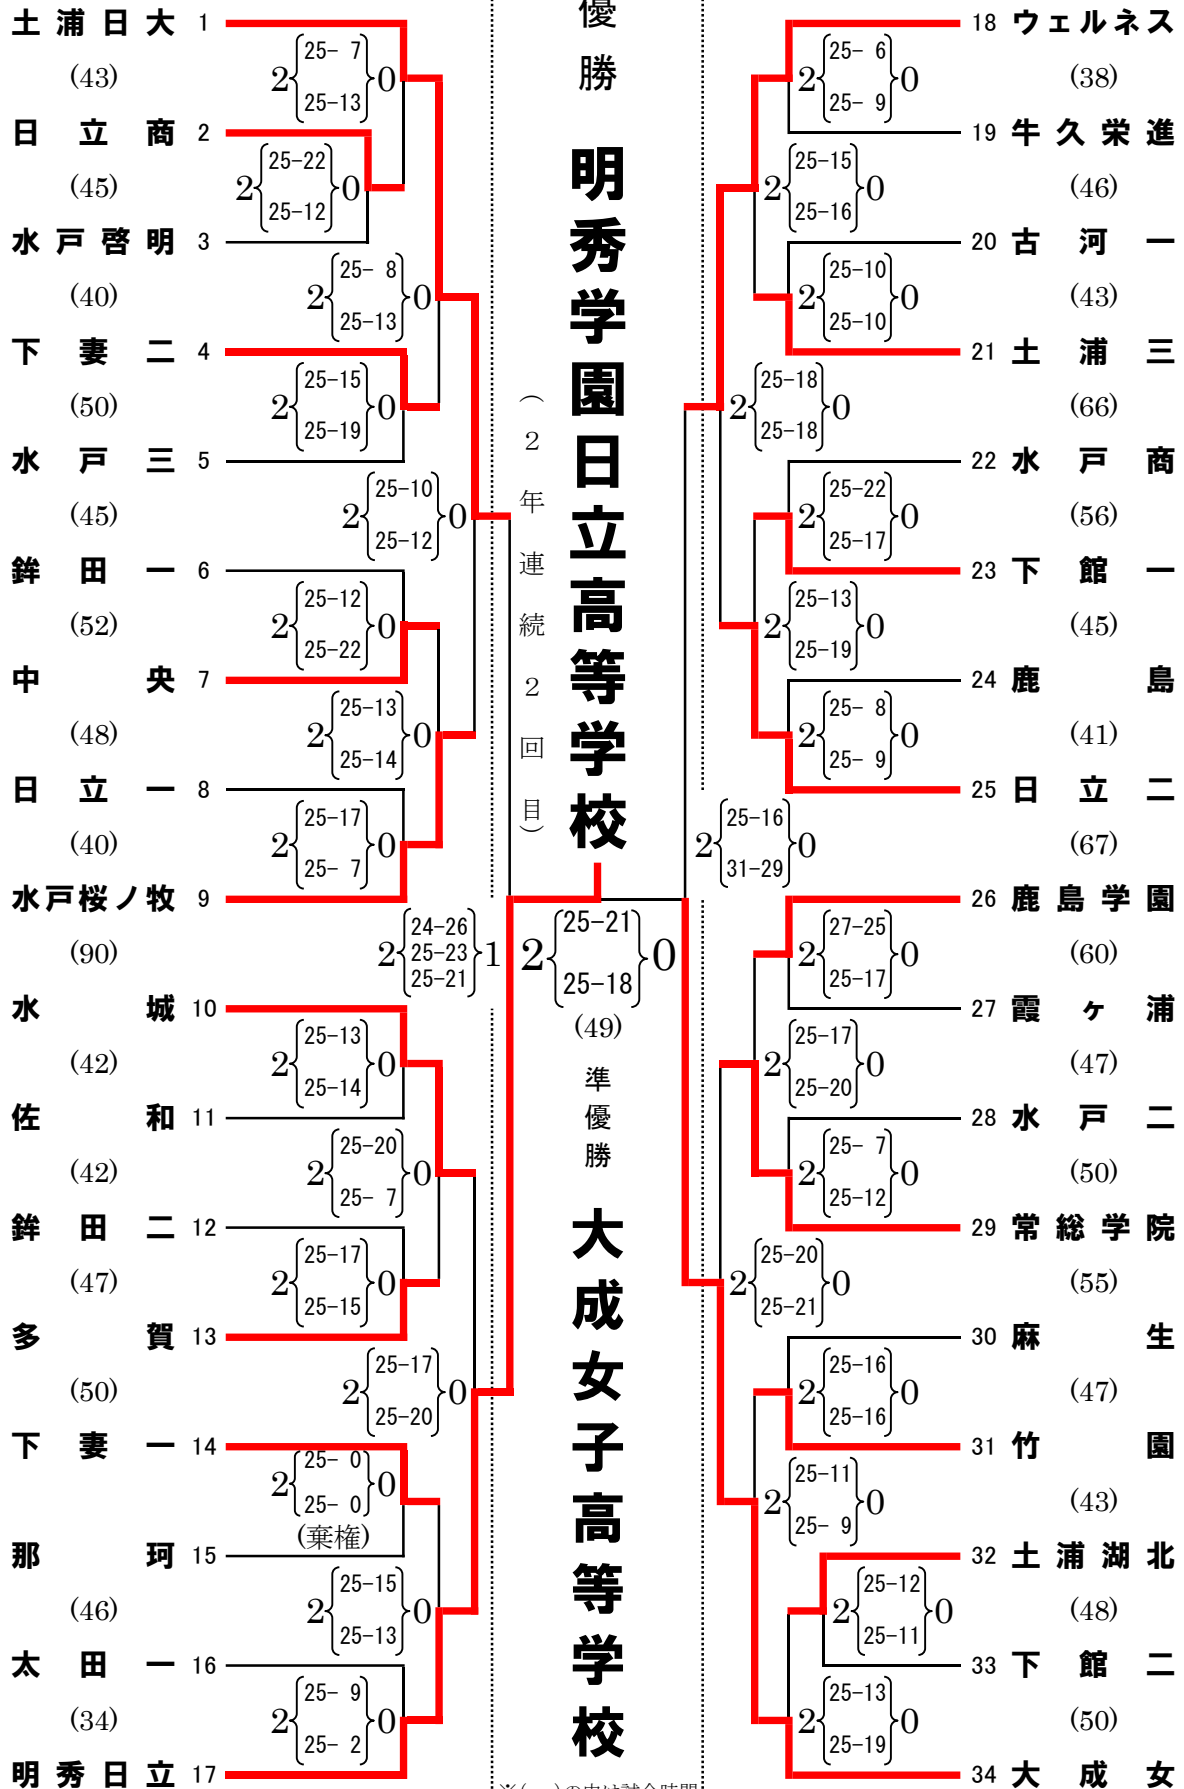 優勝
明秀学園日立高等学校
（２年連続２回目）
土浦日大 1
(43)
2 25- 7 0
25-13
日立商 2
(45)
2 25-22 0
25-12
水戸啓明 3
(40)
2 25- 8 0
25-13
下妻二 4
(50)
2 25-15 0
25-19
水戸三 5
(45)
2 25-10 0
25-12
鉾田一 6
(52)
2 25-12 0
25-22
中央 7
(48)
2 25-13 0
25-14
日立一 8
(40)
2 25-17 0
25- 7
水戸桜ノ牧 9
(90)
2 24-26 1
25-23
25-21
水城 10
(42)
2 25-13 0
25-14
佐和 11
(42)
2 25-20 0
25- 7
鉾田二 12
(47)
2 25-17 0
25-15
多賀 13
(50)
2 25-17 0
25-20
下妻一 14
2 25- 0 0
25- 0
(棄権)
那珂 15
(46)
2 25-15 0
25-13
太田一 16
(34)
2 25- 9 0
25- 2
明秀日立 17
2 25-21 0
25-18
(49)
準優勝
大成女子高等学校
18 ウェルネス
2 25- 6 0
25- 9
(38)
19 牛久栄進
2 25-15 0
25-16
(46)
20 古河一
2 25-10 0
25-10
(43)
21 土浦三
2 25-18 0
25-18
(66)
22 水戸商
2 25-22 0
25-17
(56)
23 下館一
2 25-13 0
25-19
(45)
24 鹿島
2 25- 8 0
25- 9
(41)
25 日立二
2 25-16 0
31-29
(67)
26 鹿島学園
2 27-25 0
25-17
(60)
27 霞ヶ浦
2 25-17 0
25-20
(47)
28 水戸二
2 25- 7 0
25-12
(50)
29 常総学院
2 25-20 0
25-21
(55)
30 麻生
2 25-16 0
25-16
(47)
31 竹園
2 25-11 0
25- 9
(43)
32 土浦湖北
2 25-12 0
25-11
(48)
33 下館二
2 25-13 0
25-19
(50)
34 大成女
※( )の中は試合時間